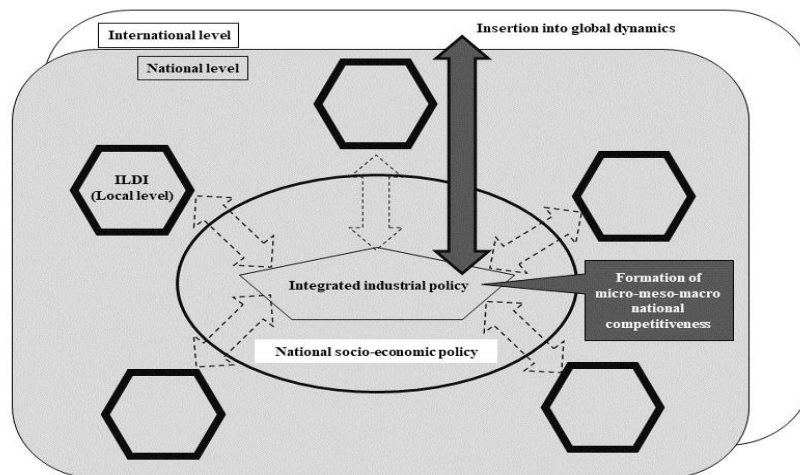 International level
Insertion into global dynamics
National level
ILDI
(Local level)
Integrated industrial policy
Formation of
micro-meso-macro
national
competitiveness
National socio-economic policy